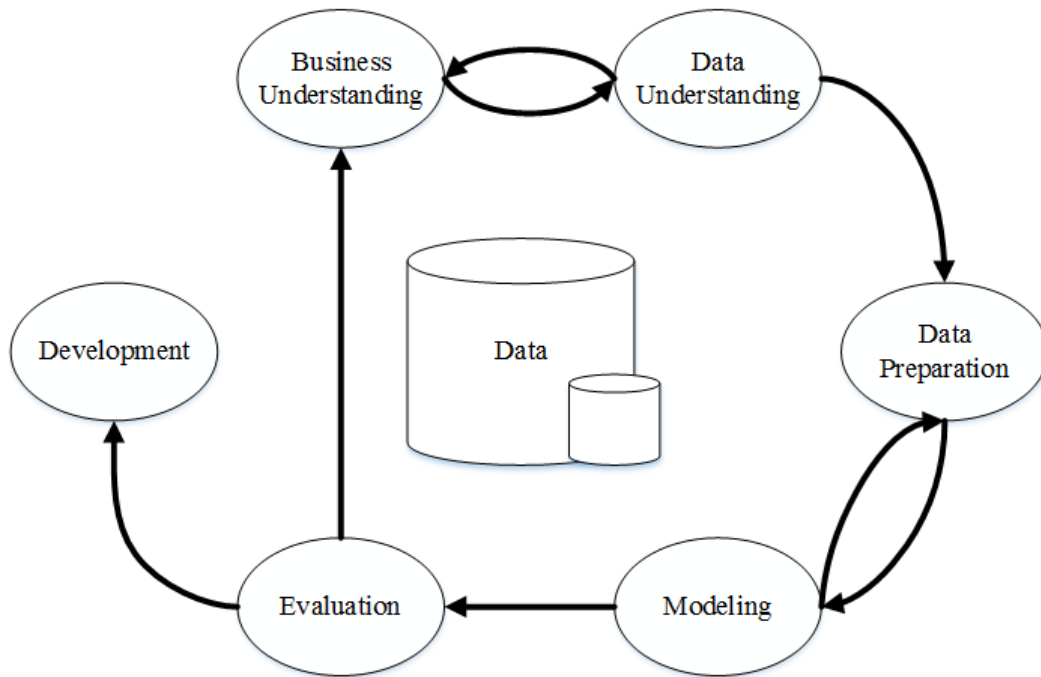 Business
Understanding
Data
Understanding
Development
Data
Data
Preparation
Evaluation
Modeling